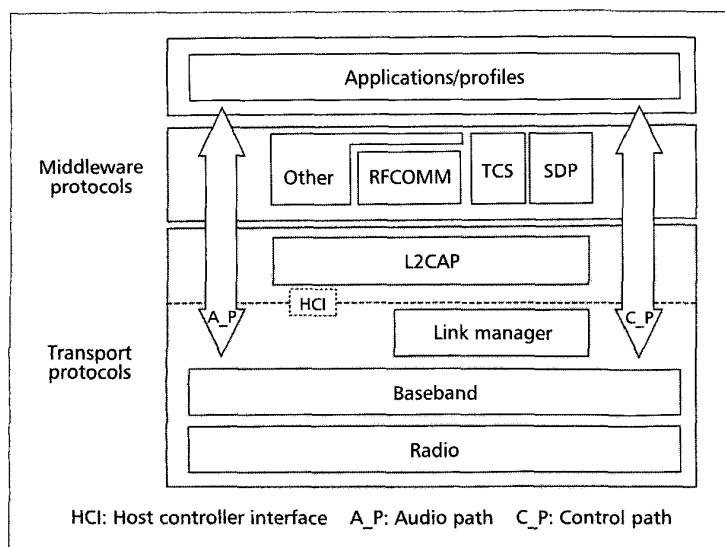 Applications/profiles
Middleware
protocols
Other
RFCOMM
TCS
SDP
L2CAP
HCI
A_P
C_P
Link manager
Transport
protocols
Baseband
Radio
HCI: Host controller interface A_P: Audio path C_P: Control path